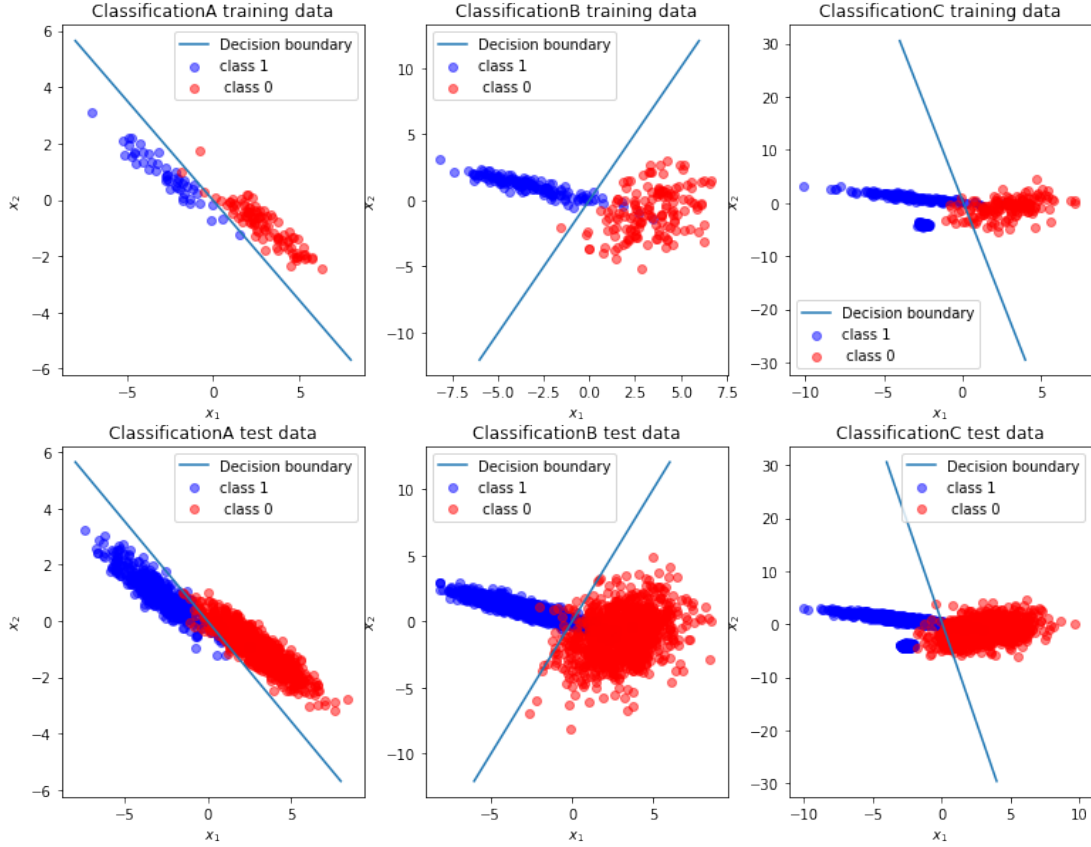 ClassificationA training data
Decision boundary
class 1
class 0
x₂
6
4
2
0
−2
−4
−6
−5
0
5
x₁
ClassificationB training data
Decision boundary
class 1
class 0
x₂
10
5
0
−5
−10
−7.5
−5.0
−2.5
0.0
2.5
5.0
7.5
x₁
ClassificationC training data
Decision boundary
class 1
class 0
x₂
30
20
10
0
−10
−20
−30
−10
−5
0
5
x₁
ClassificationA test data
Decision boundary
class 1
class 0
x₂
6
4
2
0
−2
−4
−6
−5
0
5
x₁
ClassificationB test data
Decision boundary
class 1
class 0
x₂
10
5
0
−5
−10
−5
0
5
x₁
ClassificationC test data
Decision boundary
class 1
class 0
x₂
30
20
10
0
−10
−20
−30
−10
−5
0
5
10
x₁